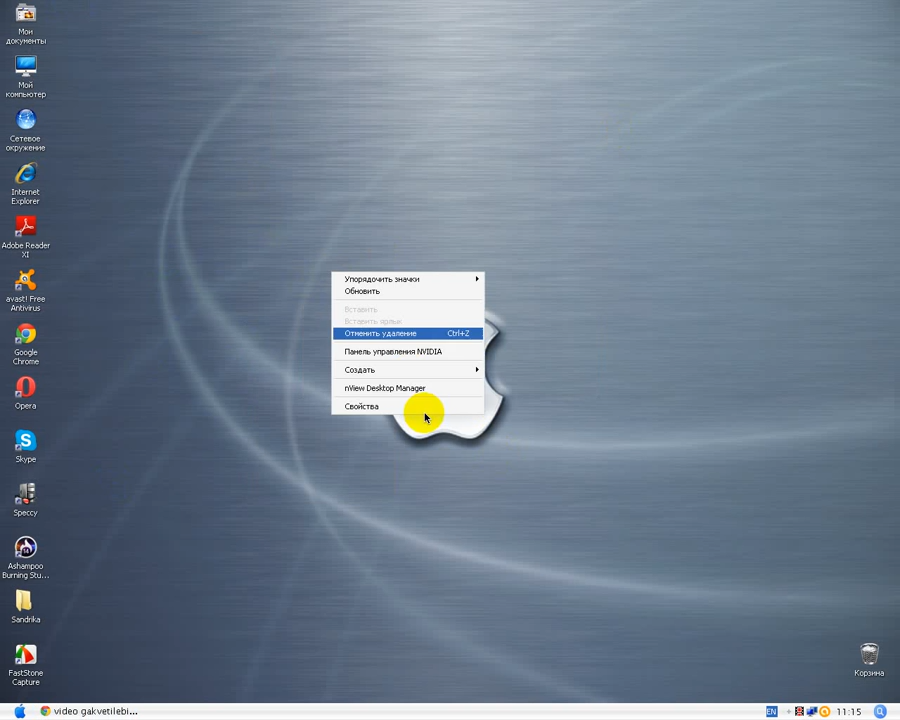 Мои
документы
Мой
компьютер
Сетевое
окружение
Internet
Explorer
Adobe Reader
XI
avast! Free
Antivirus
Google
Chrome
Opera
Skype
Speccy
Ashampoo
Burning Stu...
Sandrika
FastStone
Capture
Упорядочить значки
Обновить
Вставить
Вставить ярлык
Отменить удаление Ctrl+Z
Панель управления NVIDIA
Создать
nView Desktop Manager
Свойства
Корзина
video gakvetilebi...
EN
11:15